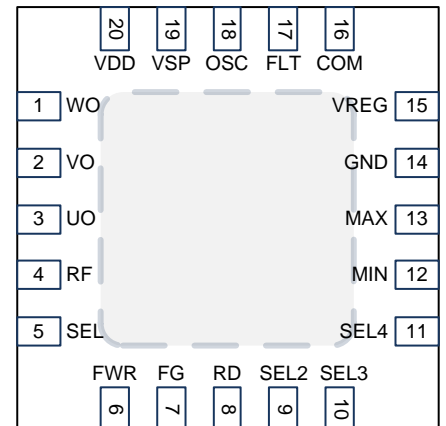 20 19 18 17 16
VDD VSP OSC FLT COM
1 WO VREG 15
2 VO GND 14
3 UO MAX 13
4 RF MIN 12
5 SEL SEL4 11
FWR FG RD SEL2 SEL3
6 7 8 9 10